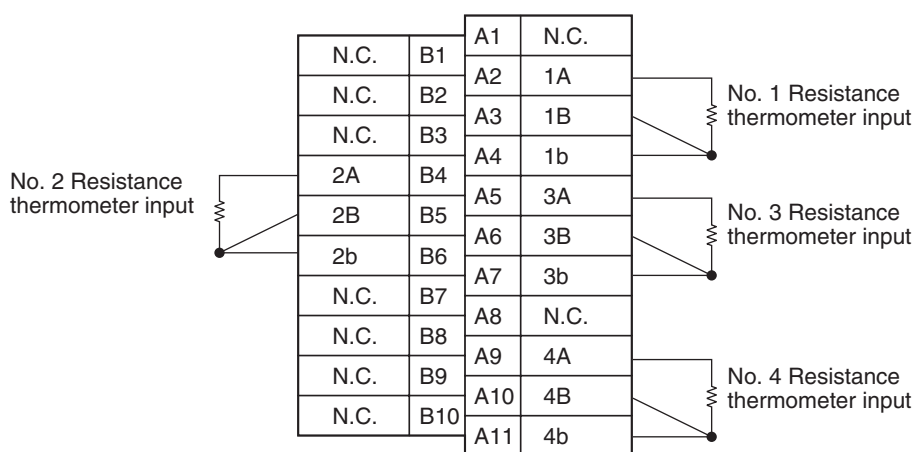 A1 N.C.
N.C. B1
A2 1A
N.C. B2
A3 1B
N.C. B3
A4 1b
2A B4
A5 3A
2B B5
A6 3B
2b B6
A7 3b
N.C. B7
A8 N.C.
N.C. B8
A9 4A
N.C. B9
A10 4B
N.C. B10
A11 4b
No. 1 Resistance
thermometer input
No. 2 Resistance
thermometer input
No. 3 Resistance
thermometer input
No. 4 Resistance
thermometer input